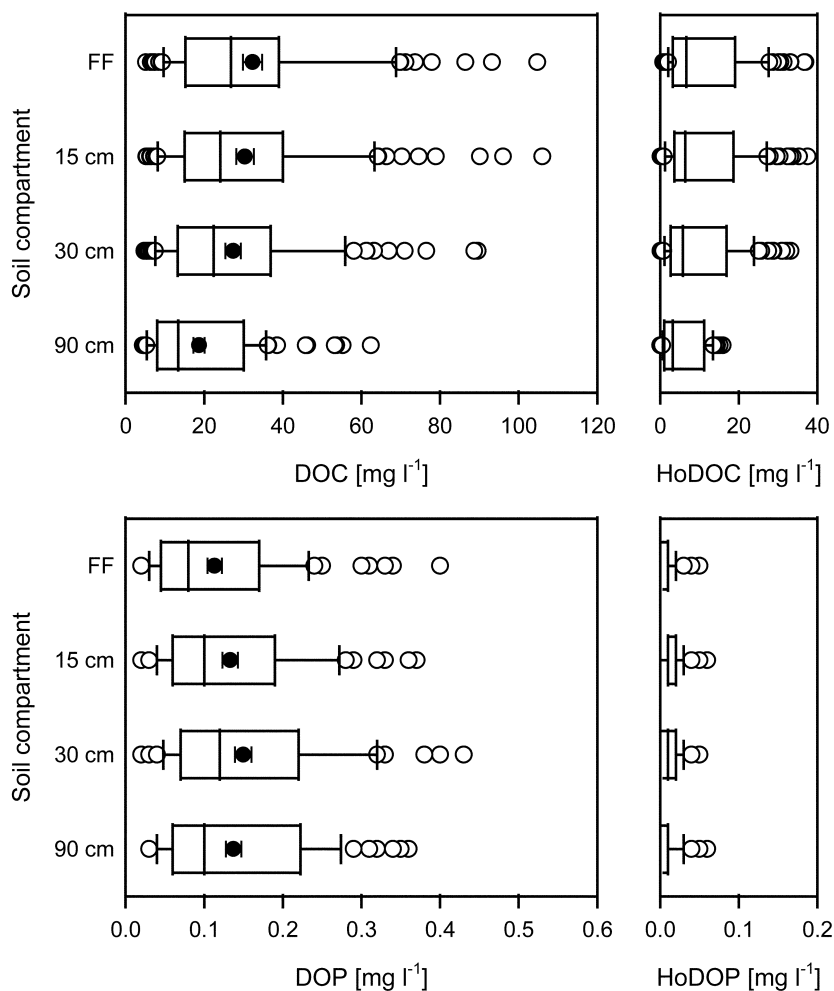 Soil compartment
FF
15 cm
30 cm
90 cm
0 20 40 60 80 100 120
DOC [mg l-1]
0 20 40
HoDOC [mg l-1]
Soil compartment
FF
15 cm
30 cm
90 cm
0.0 0.1 0.2 0.3 0.4 0.5 0.6
DOP [mg l-1]
0.0 0.1 0.2
HoDOP [mg l-1]